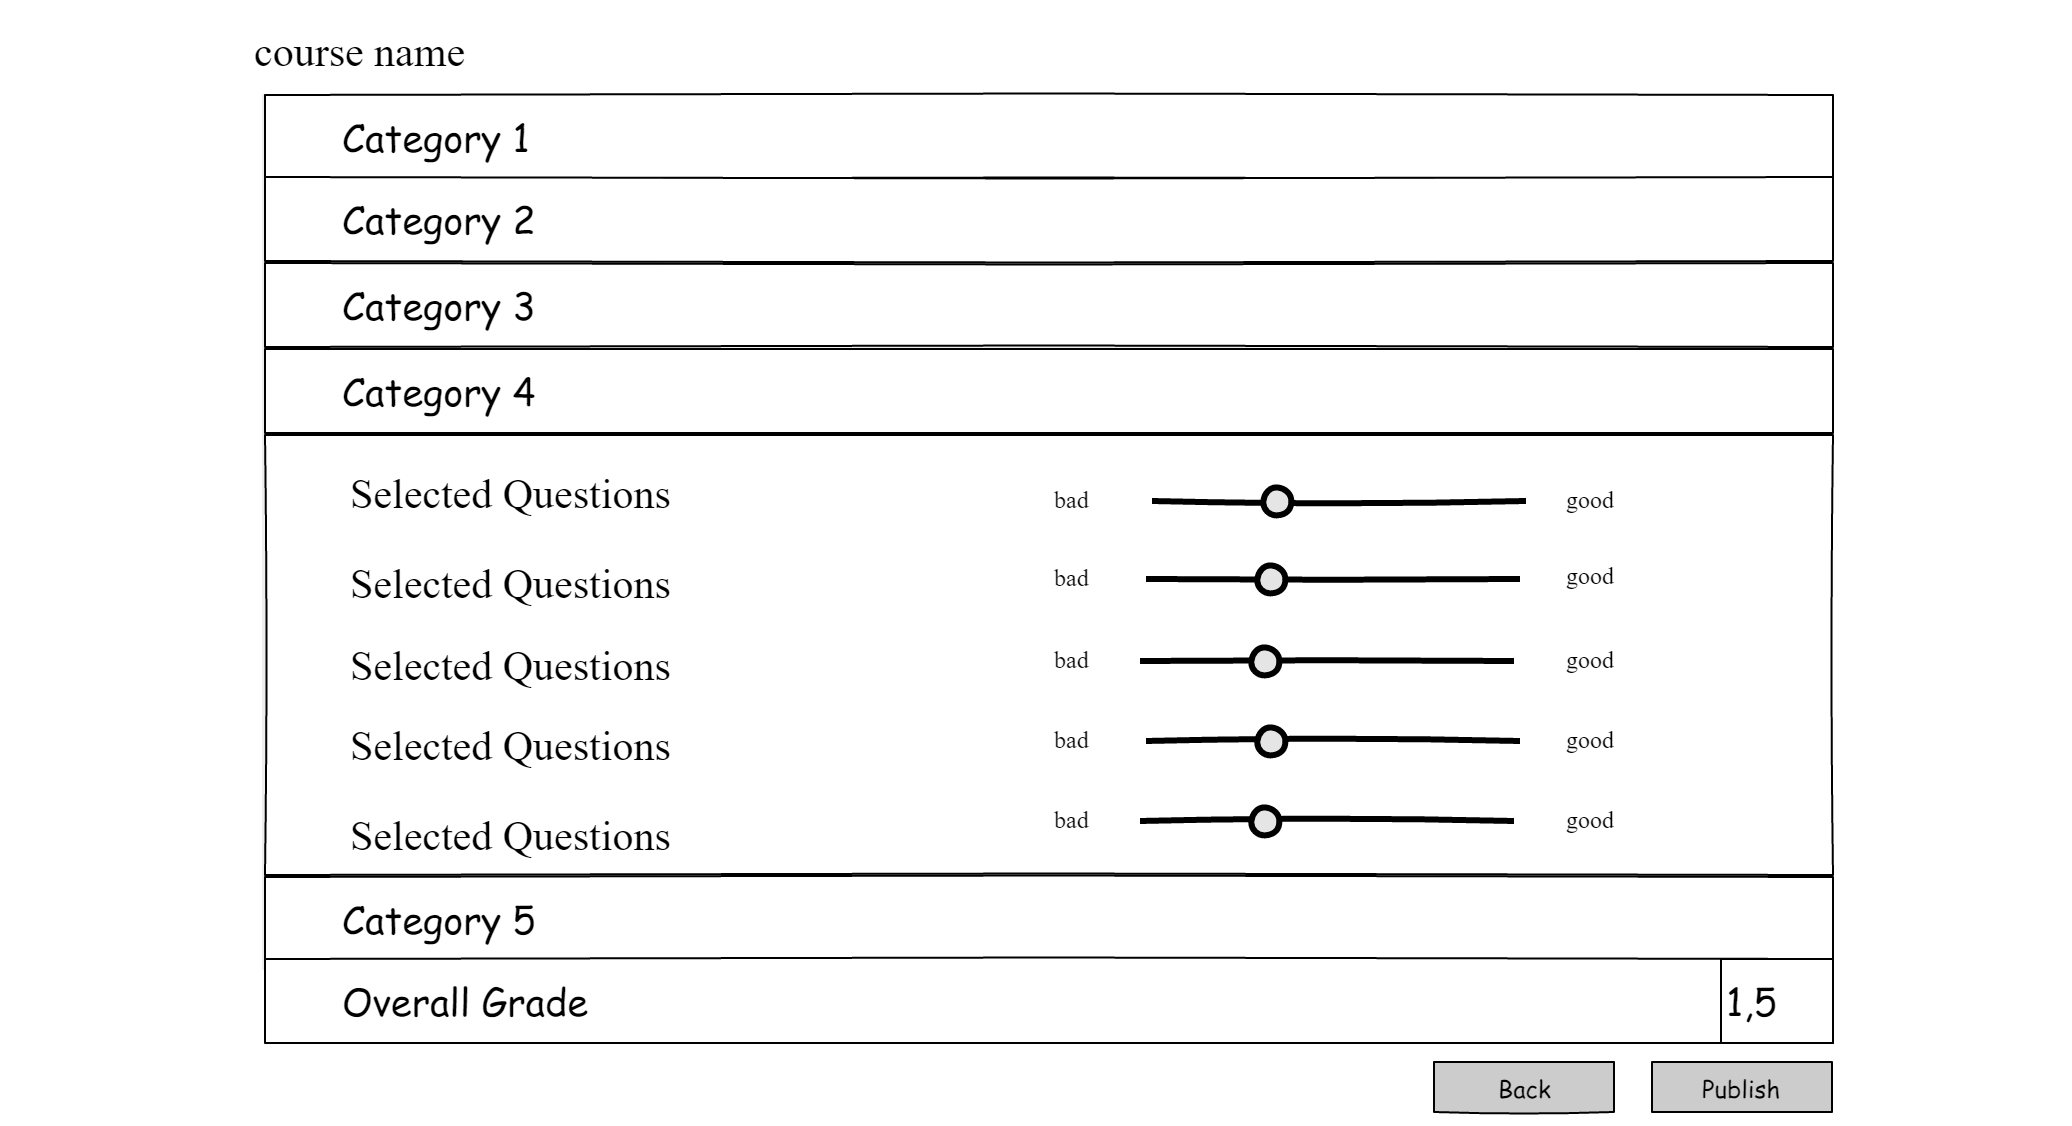 course name
Category 1
Category 2
Category 3
Category 4
Selected Questions bad good
Selected Questions bad good
Selected Questions bad good
Selected Questions bad good
Selected Questions bad good
Category 5
Overall Grade 1,5
Back Publish